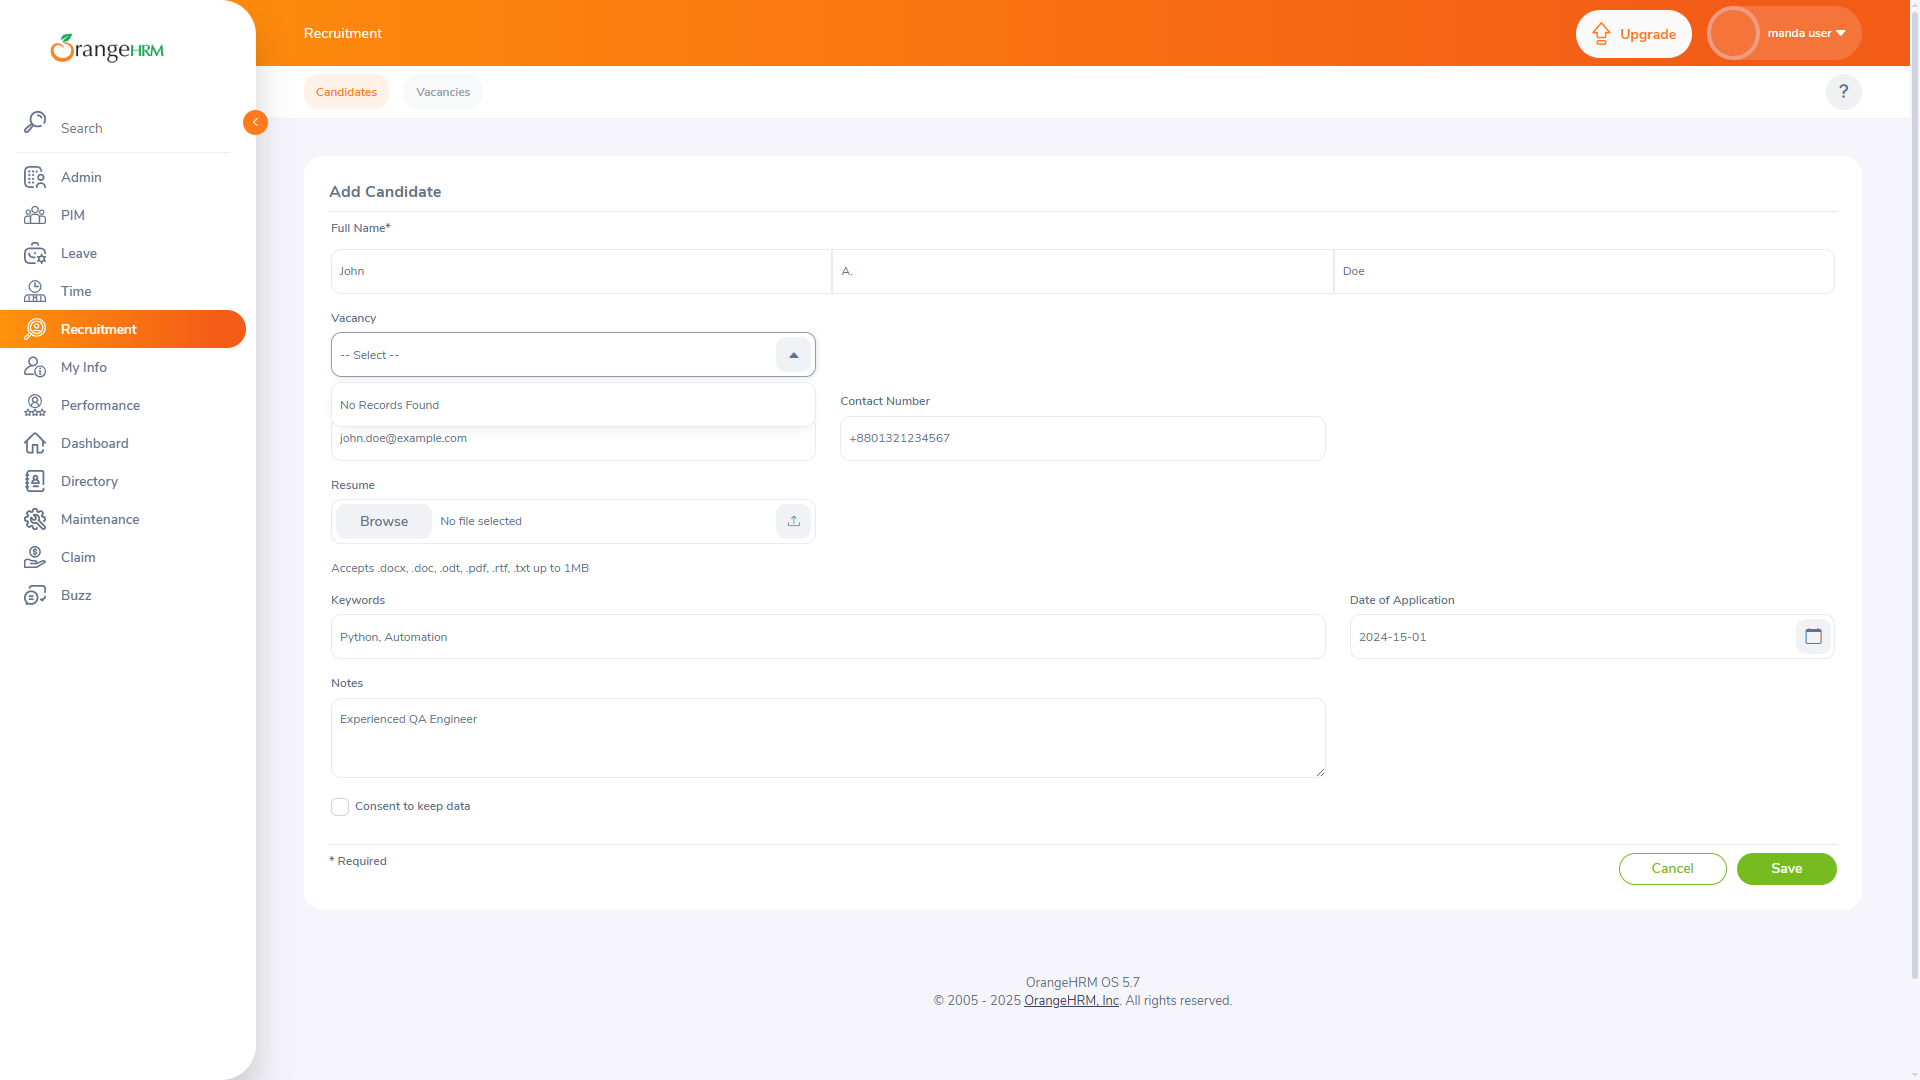 OrangeHRM
Recruitment
Upgrade
manda user
Candidates
Vacancies
?
Search
Admin
PIM
Leave
Time
Recruitment
My Info
Performance
Dashboard
Directory
Maintenance
Claim
Buzz
Add Candidate
Full Name*
John
A.
Doe
Vacancy
-- Select --
No Records Found
Contact Number
john.doe@example.com
+8801321234567
Resume
Browse
No file selected
Accepts .docx, .doc, .odt, .pdf, .rtf, .txt up to 1MB
Keywords
Date of Application
Python, Automation
2024-15-01
Notes
Experienced QA Engineer
Consent to keep data
* Required
Cancel
Save
OrangeHRM OS 5.7
© 2005 - 2025 OrangeHRM, Inc. All rights reserved.